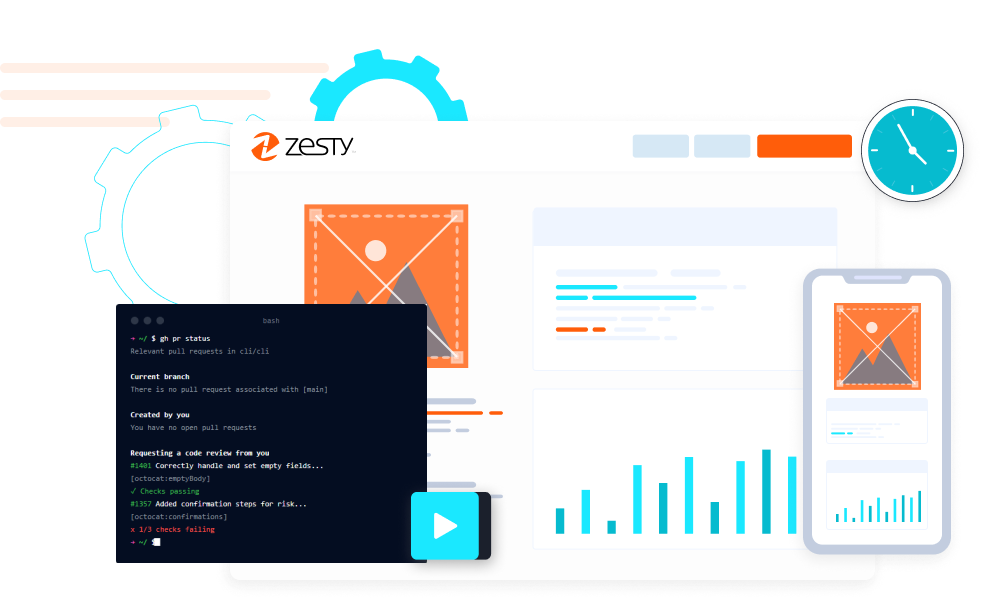 zesty
bash
→ ~/ $ gh pr status
Relevant pull requests in cli/cli
Current branch
There is no pull request associated with [main]
Created by you
You have no open pull requests
Requesting a code review from you
#1401 Correctly handle and set empty fields...
[octocat:emptyBody]
✓ Checks passing
#1357 Added confirmation steps for risk...
[octocat:confirmations]
x 1/3 checks failing
→ ~/ $